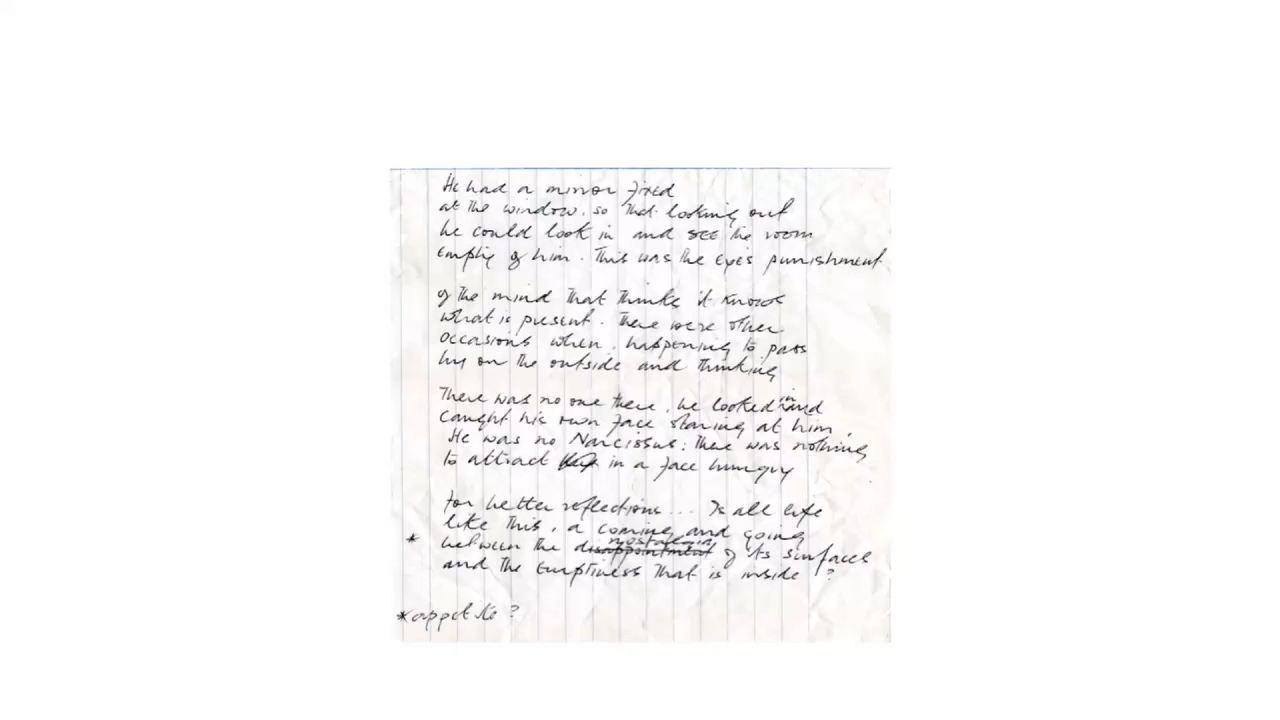 He had a mirror fixed
at the window, so that looking out
he could look in and see the room
empty of him. This was the eye's punishment
of the mind that thinks it knows
what is present. There were other
occasions when, happening to pass
by on the outside and thinking
there was no one there, he looked in and
caught his own face staring at him.
He was no Narcissus; there was nothing
to attract in a face hungry
for better reflections... Is all life
like this, a coming and going
* between the disappointment nostalgia of its surfaces
and the emptiness that is inside ?
* appetite ?